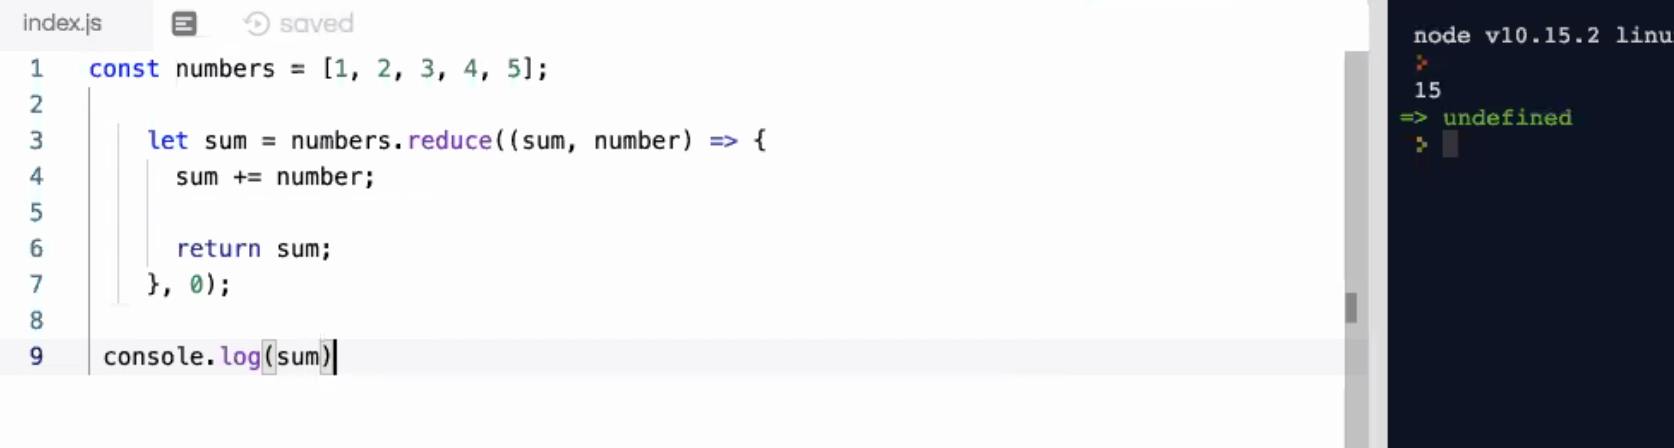 index.js saved
1 const numbers = [1, 2, 3, 4, 5];
2
3 let sum = numbers.reduce((sum, number) => {
4 sum += number;
5
6 return sum;
7 }, 0);
8
9 console.log(sum)
node v10.15.2 linu
15
=> undefined